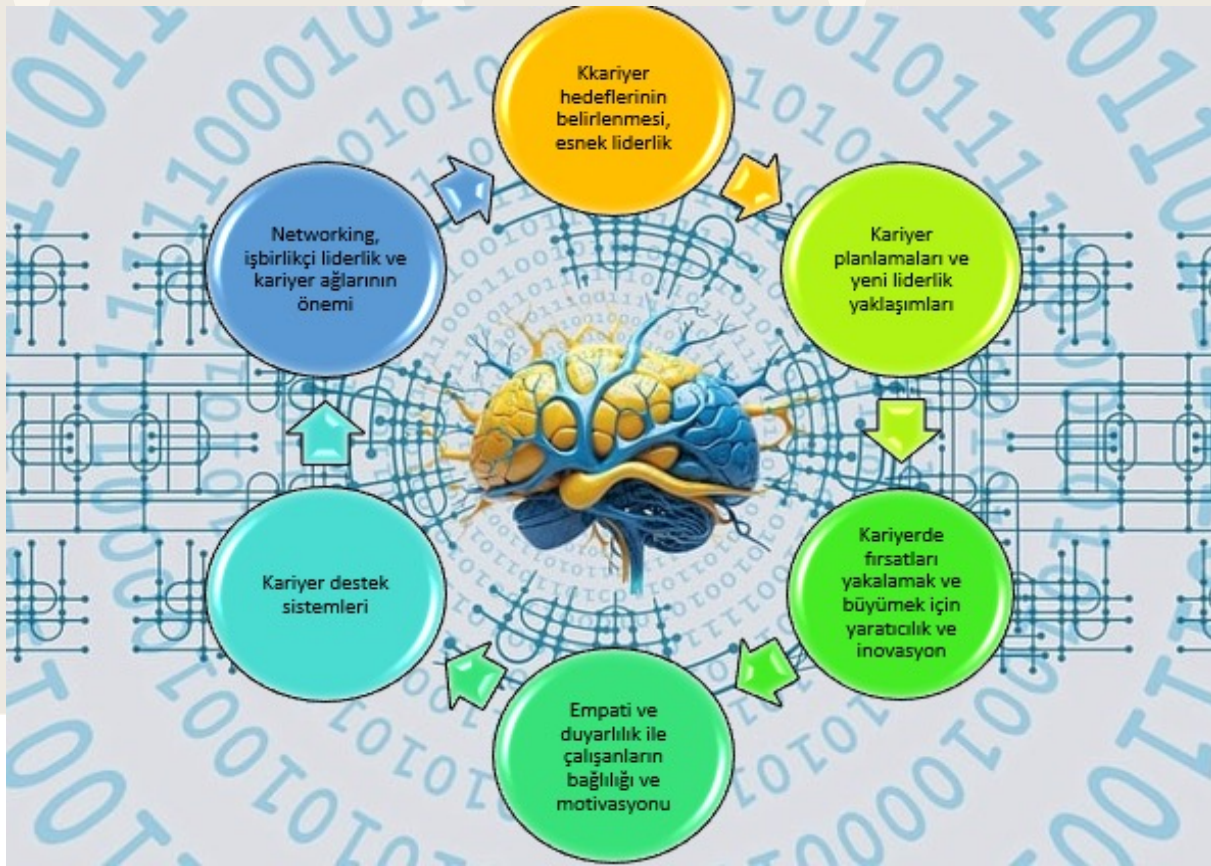 Kkariyer
hedeflerinin
belirlenmesi,
esnek liderlik
Kariyer
planlamaları ve
yeni liderlik
yaklaşımları
Kariyerde
fırsatları
yakalamak ve
büyümek için
yaratıcılık ve
inovasyon
Empati ve
duyarlılık ile
çalışanların
bağlılığı ve
motivasyonu
Kariyer destek
sistemleri
Networking,
işbirlikçi liderlik ve
kariyer ağlarının
önemi